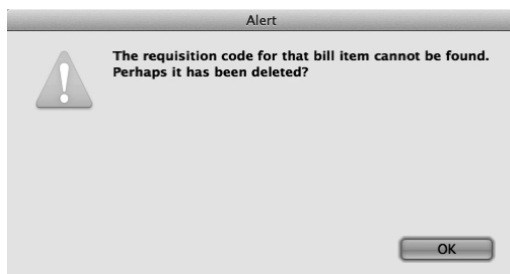 Alert
The requisition code for that bill item cannot be found.
Perhaps it has been deleted?
OK